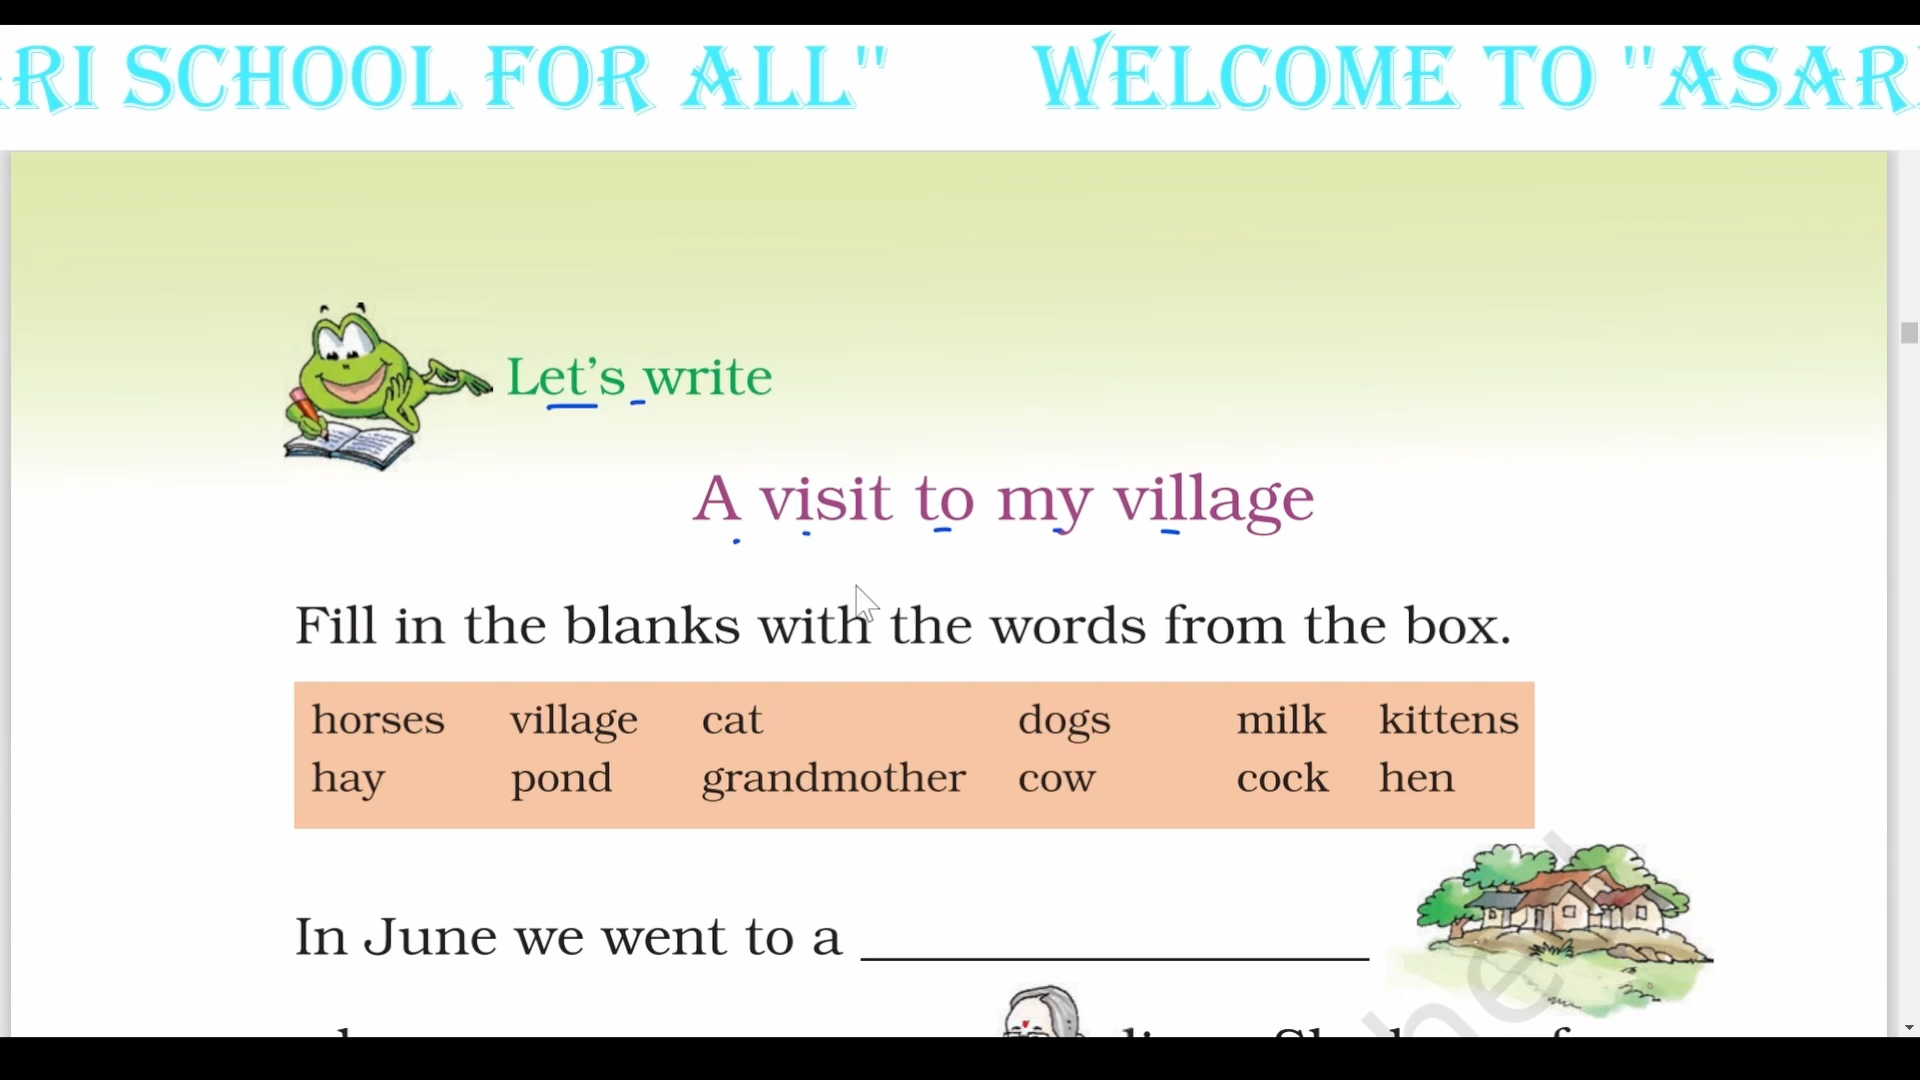 RI SCHOOL FOR ALL" WELCOME TO "ASAR
Let's write
A visit to my village
Fill in the blanks with the words from the box.
horses village cat dogs milk kittens
hay pond grandmother cow cock hen
In June we went to a